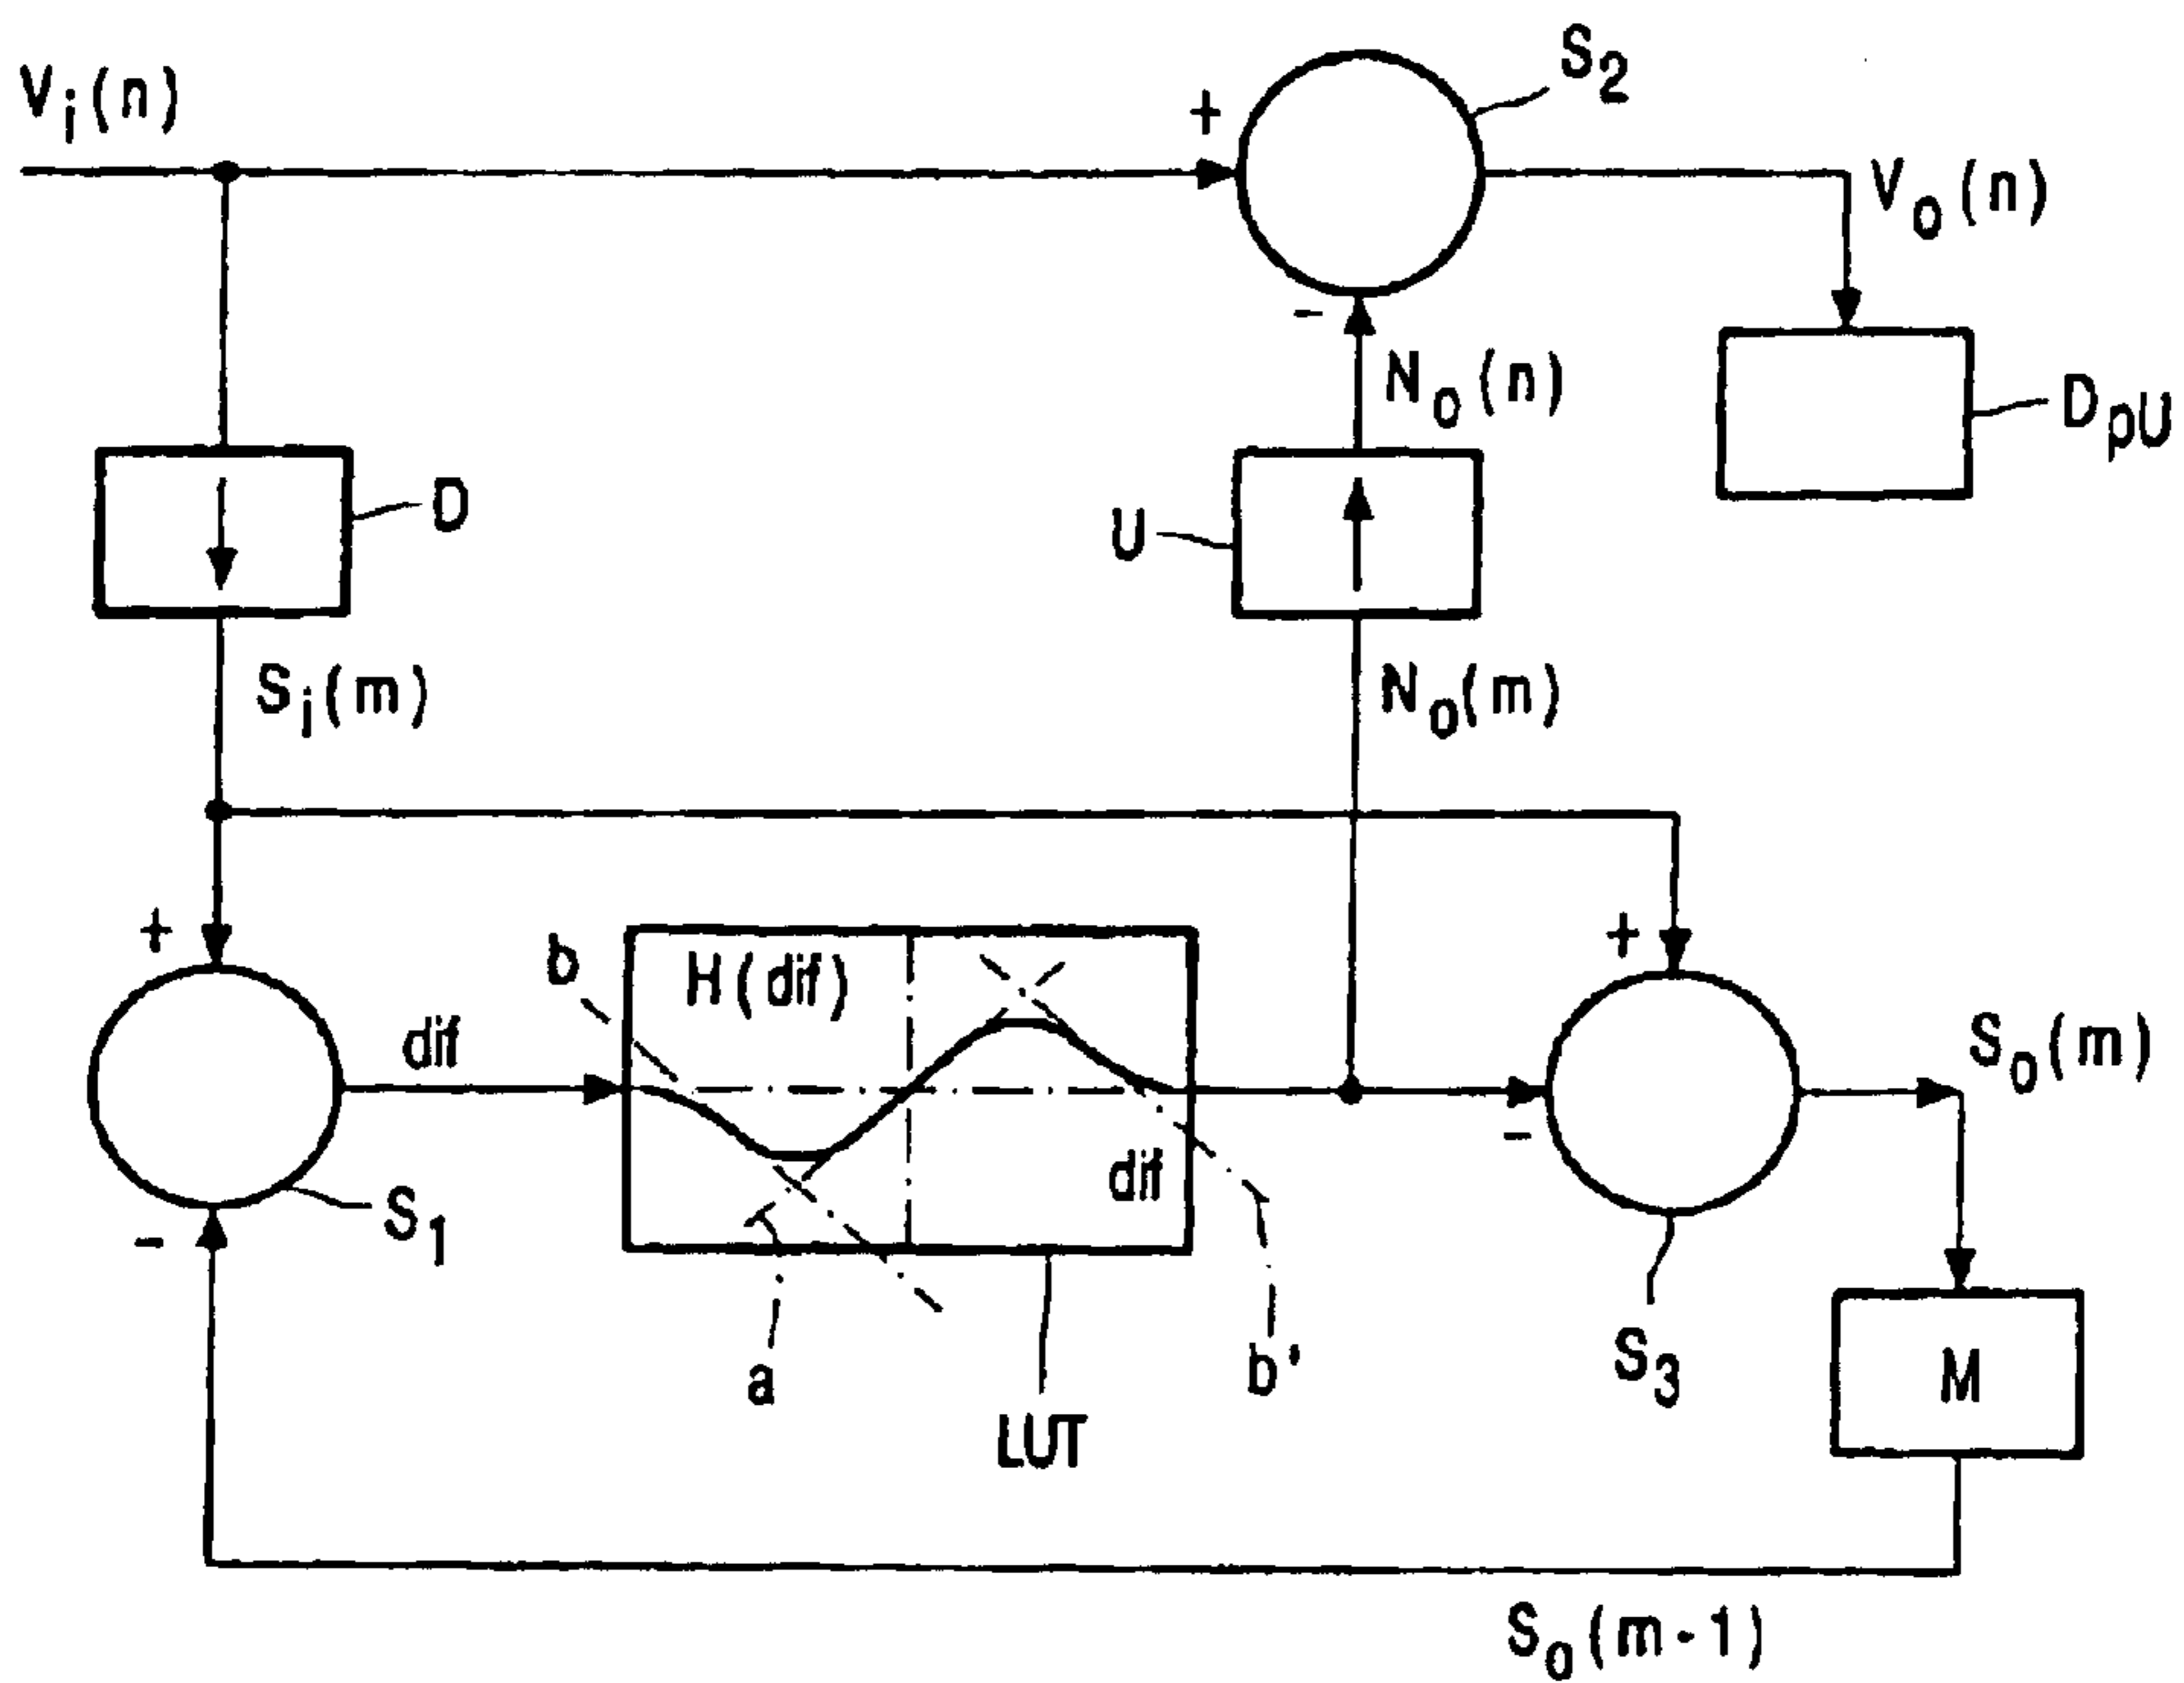 Vi(n)
+
S2
Vo(n)
-
No(n)
DpU
D
U
Si(m)
No(m)
+
b
H(dif)
+
dif
So(m)
dif
-
S1
-
a
LUT
b'
S3
M
So(m-1)